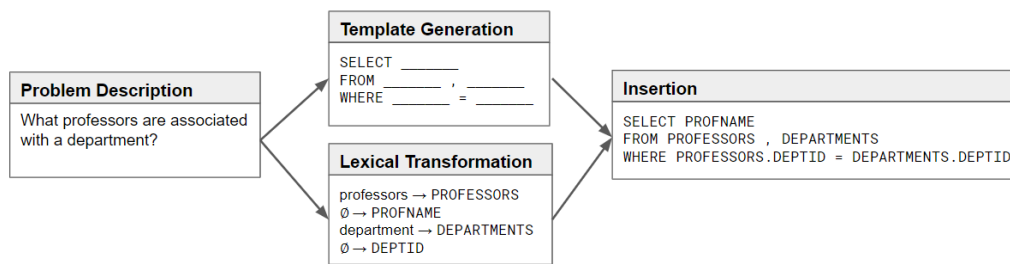 Problem Description
What professors are associated
with a department?
Template Generation
SELECT _______
FROM _______ , _______
WHERE _______ = _______
Lexical Transformation
professors → PROFESSORS
∅ → PROFNAME
department → DEPARTMENTS
∅ → DEPTID
Insertion
SELECT PROFNAME
FROM PROFESSORS , DEPARTMENTS
WHERE PROFESSORS.DEPTID = DEPARTMENTS.DEPTID